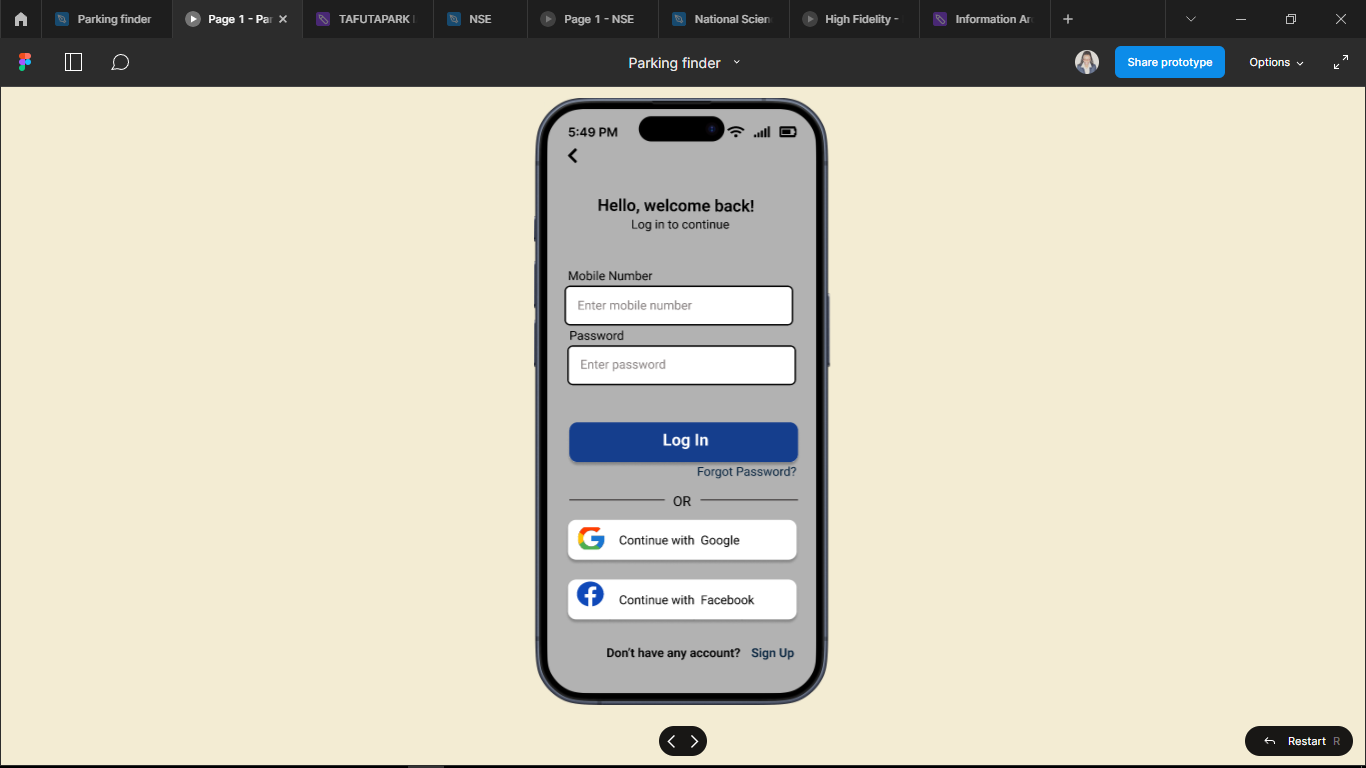 Parking finder
Page 1 - Par
TAFUTAPARK
NSE
Page 1 - NSE
National Scien
High Fidelity -
Information Ar
Parking finder
Share prototype
Options
5:49 PM
Hello, welcome back!
Log in to continue
Mobile Number
Enter mobile number
Password
Enter password
Log In
Forgot Password?
OR
Continue with Google
Continue with Facebook
Don't have any account? Sign Up
Restart R